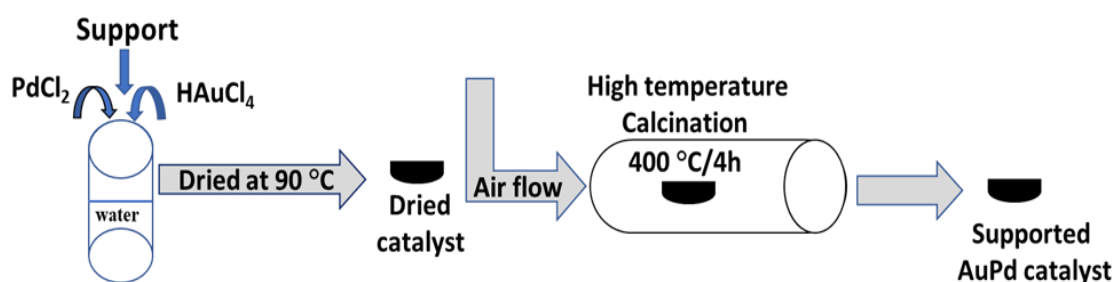 Support
PdCl₂
HAuCl₄
water
Dried at 90 °C
Dried
catalyst
Air flow
High temperature
Calcination
400 °C/4h
Supported
AuPd catalyst